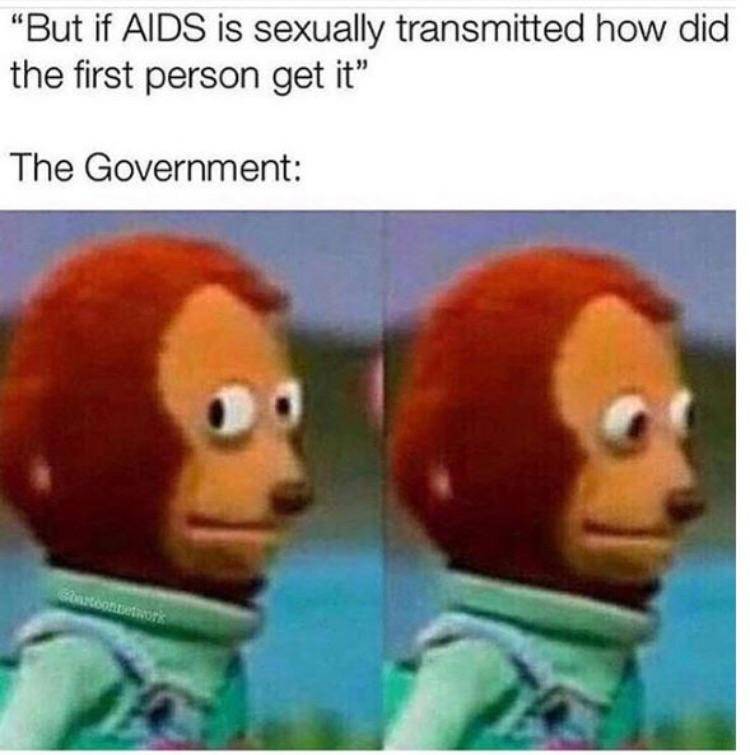 “But if AIDS is sexually transmitted how did
the first person get it”
The Government: